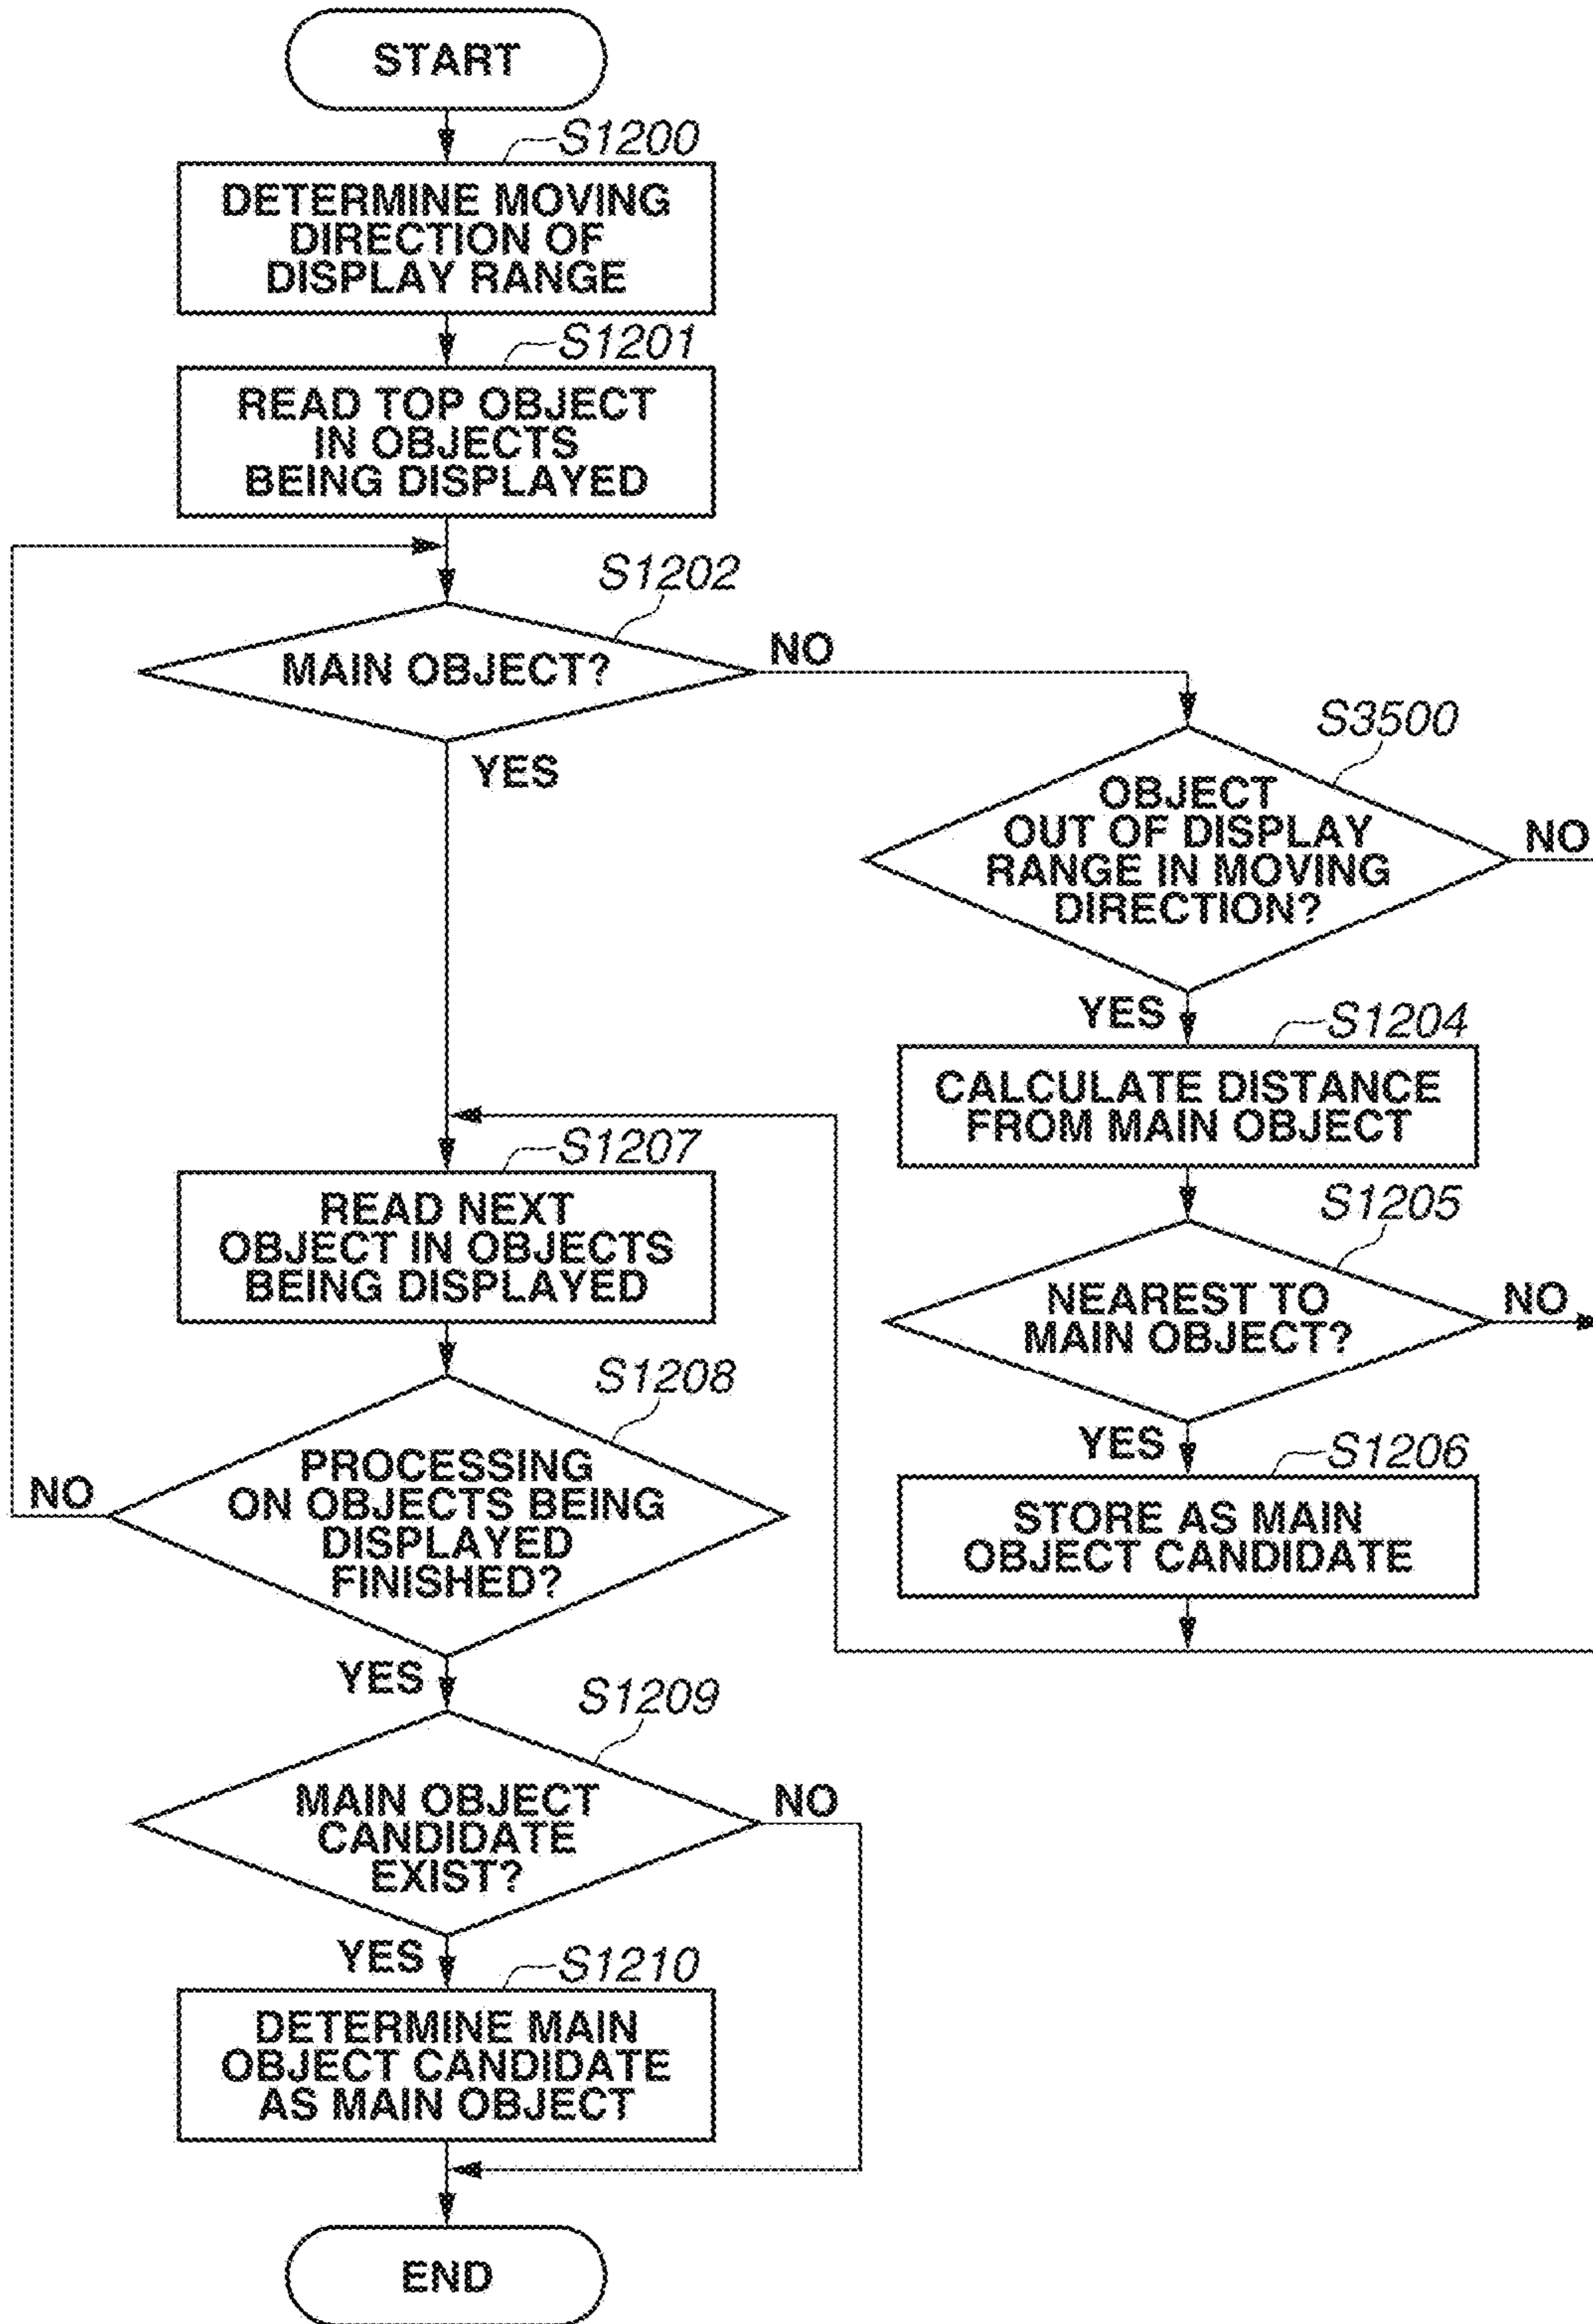 START
S1200
DETERMINE MOVING
DIRECTION OF
DISPLAY RANGE
S1201
READ TOP OBJECT
IN OBJECTS
BEING DISPLAYED
S1202
MAIN OBJECT?
NO
YES
S3500
OBJECT
OUT OF DISPLAY
RANGE IN MOVING
DIRECTION?
NO
YES
S1204
CALCULATE DISTANCE
FROM MAIN OBJECT
S1205
NEAREST TO
MAIN OBJECT?
NO
YES
S1206
STORE AS MAIN
OBJECT CANDIDATE
S1207
READ NEXT
OBJECT IN OBJECTS
BEING DISPLAYED
S1208
PROCESSING
ON OBJECTS BEING
DISPLAYED
FINISHED?
NO
YES
S1209
MAIN OBJECT
CANDIDATE
EXIST?
NO
YES
S1210
DETERMINE MAIN
OBJECT CANDIDATE
AS MAIN OBJECT
END